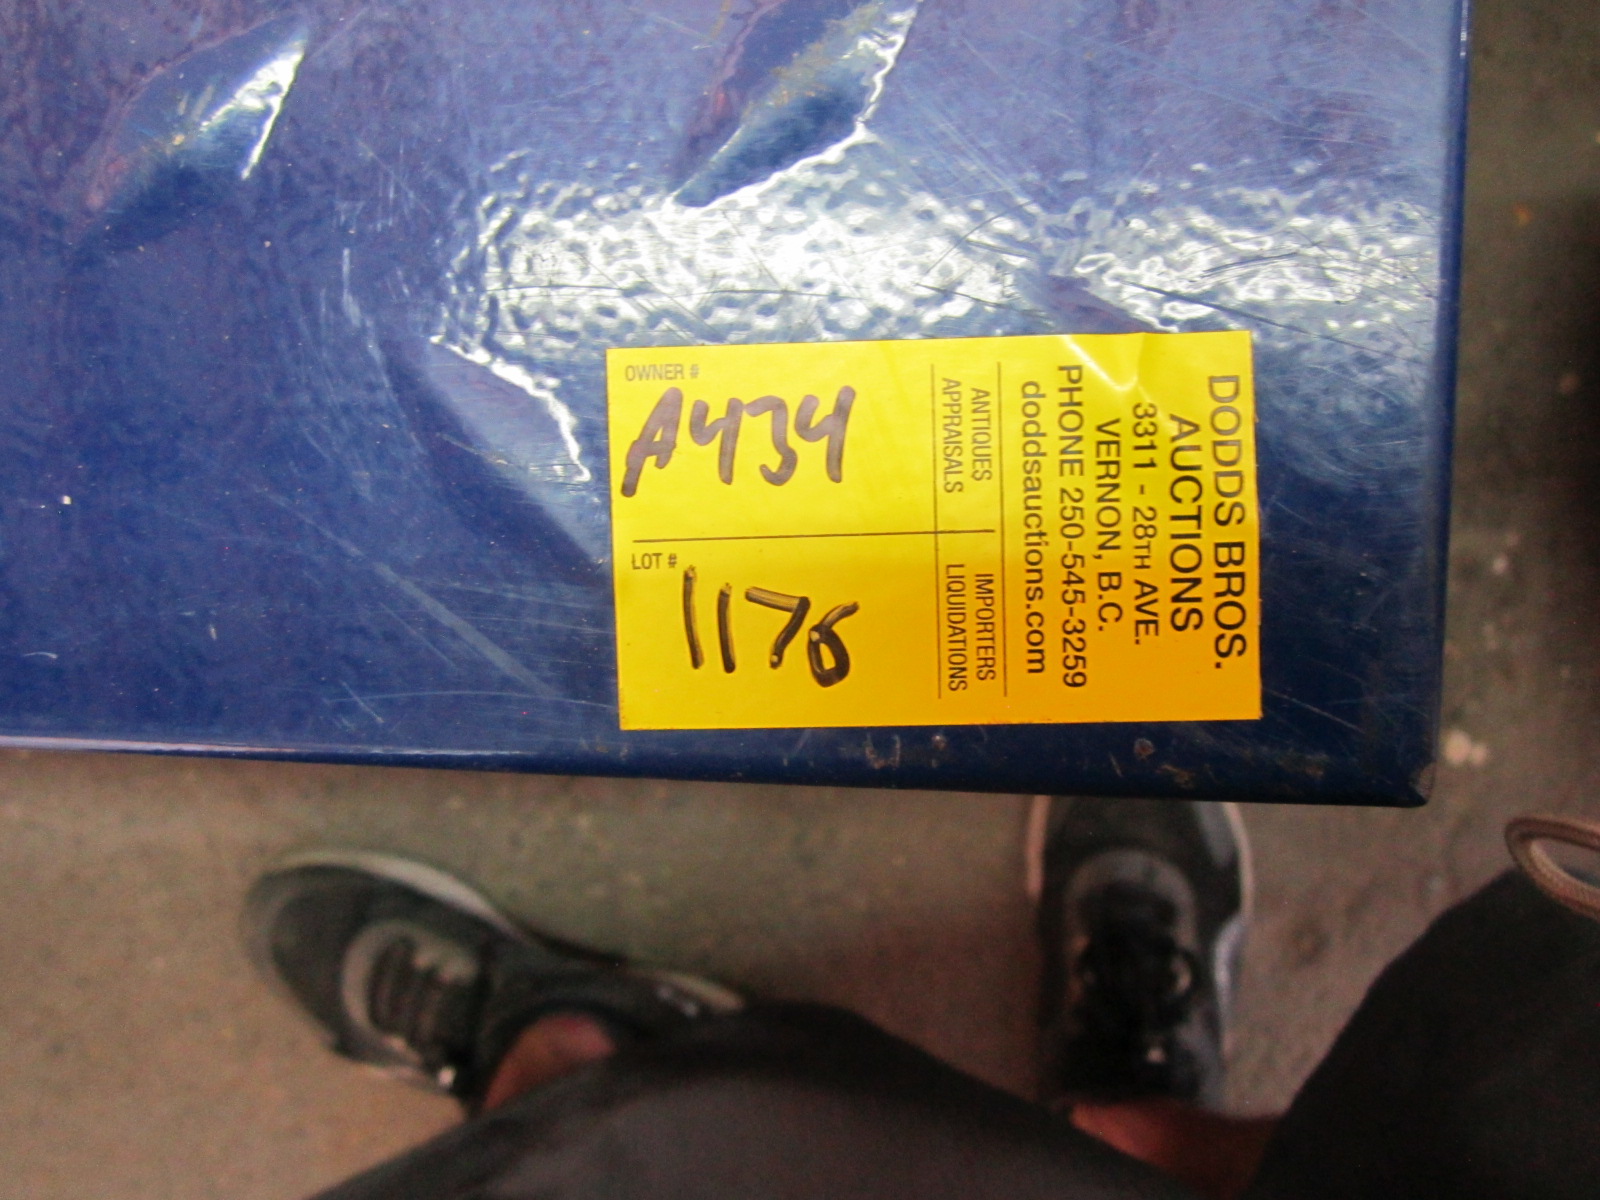 DODDS BROS.
AUCTIONS
3311 - 28TH AVE.
VERNON, B.C.
PHONE 250-545-3259
doddsauctions.com
ANTIQUES
APPRAISALS
IMPORTERS
LIQUIDATIONS
OWNER #
A434
LOT #
1176